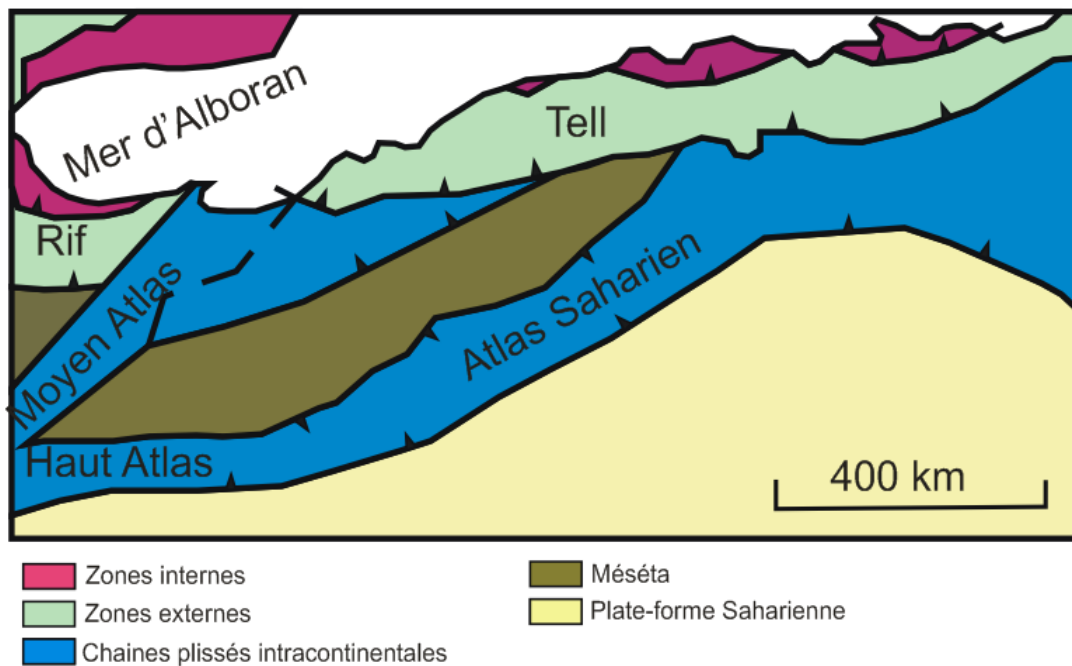 Mer d'Alboran
Tell
Rif
Moyen Atlas
Atlas Saharien
Haut Atlas
400 km
Zones internes
Zones externes
Chaines plissés intracontinentales
Méséta
Plate-forme Saharienne